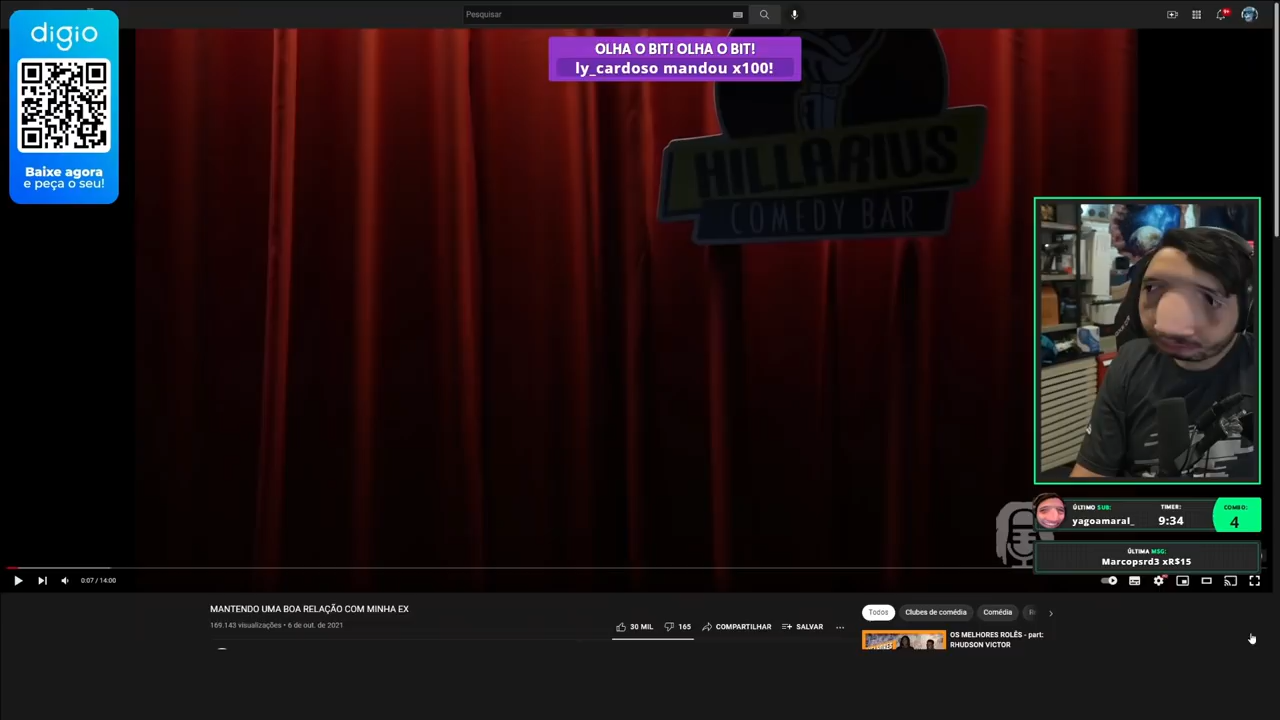 digio
Baixe agora
e peça o seu!
Pesquisar
9+
OLHA O BIT! OLHA O BIT!
ly_cardoso mandou x100!
HILLARIUS
COMEDY BAR
ÚLTIMO SUB:
yagoamaral_
TIMER:
9:34
COMBO:
4
ÚLTIMA MSG:
Marcopsrd3 xR$15
0:07 / 14:00
MANTENDO UMA BOA RELAÇÃO COM MINHA EX
169.143 visualizações • 6 de out. de 2021
30 MIL
165
COMPARTILHAR
SALVAR
Todos
Clubes de comédia
Comédia
OS MELHORES ROLÊS - part:
RHUDSON VICTOR